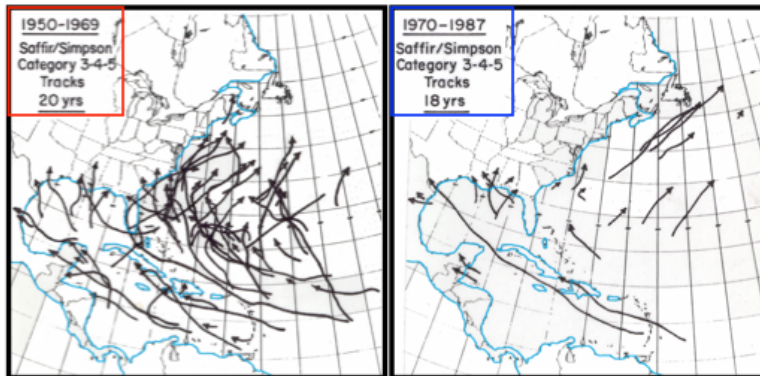 1950-1969
Saffir/Simpson
Category 3-4-5
Tracks
20 yrs
1970-1987
Saffir/Simpson
Category 3-4-5
Tracks
18 yrs